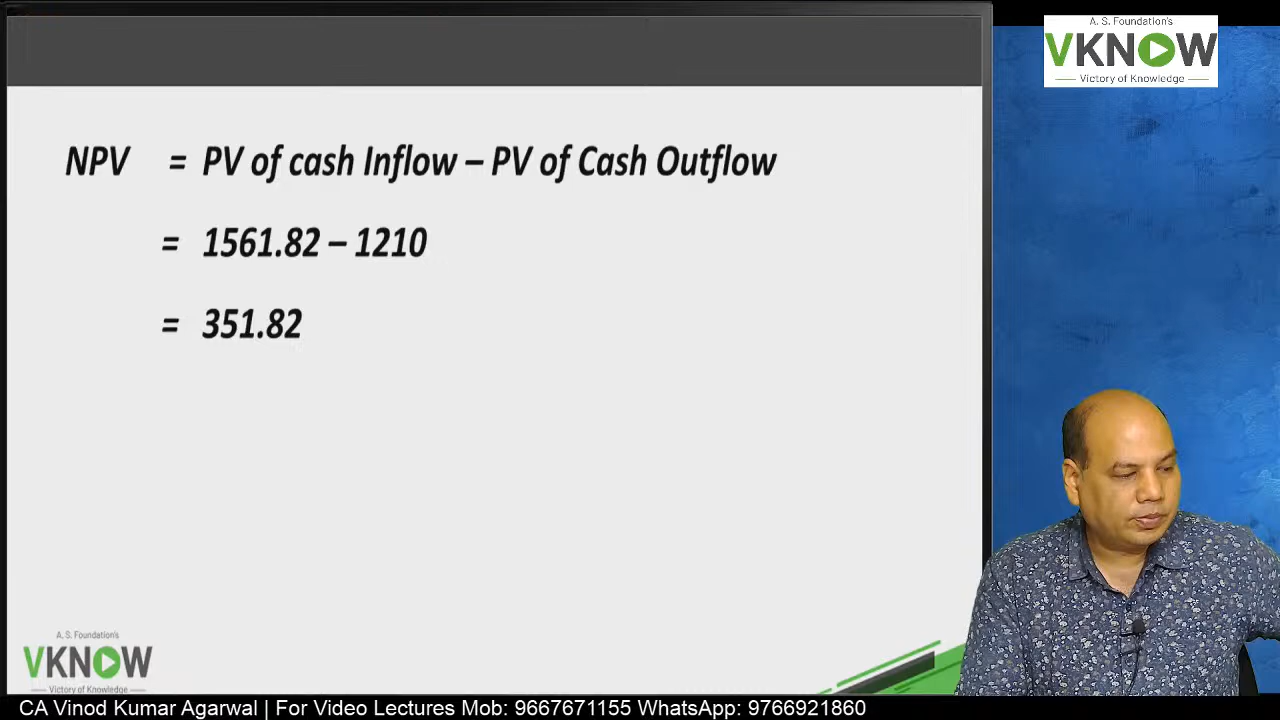 A. S. Foundation's
VKNOW
Victory of Knowledge
NPV = PV of cash Inflow – PV of Cash Outflow
= 1561.82 – 1210
= 351.82
A. S. Foundation's
VKNOW
Victory of Knowledge
CA Vinod Kumar Agarwal | For Video Lectures Mob: 9667671155 WhatsApp: 9766921860